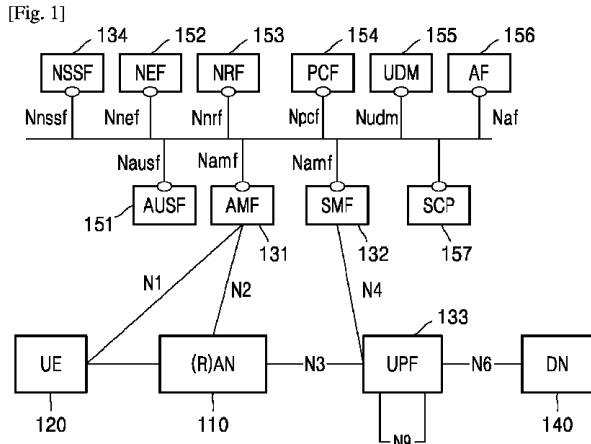 [Fig. 1]
134 152 153 154 155 156
NSSF NEF NRF PCF UDM AF
Nnssf Nnef Nnrf Npcf Nudm Naf
Nausf Namf Namf
AUSF AMF SMF SCP
151 131 132 157
N1 N2 N4
133
UE (R)AN N3 UPF N6 DN
120 110 140
N9